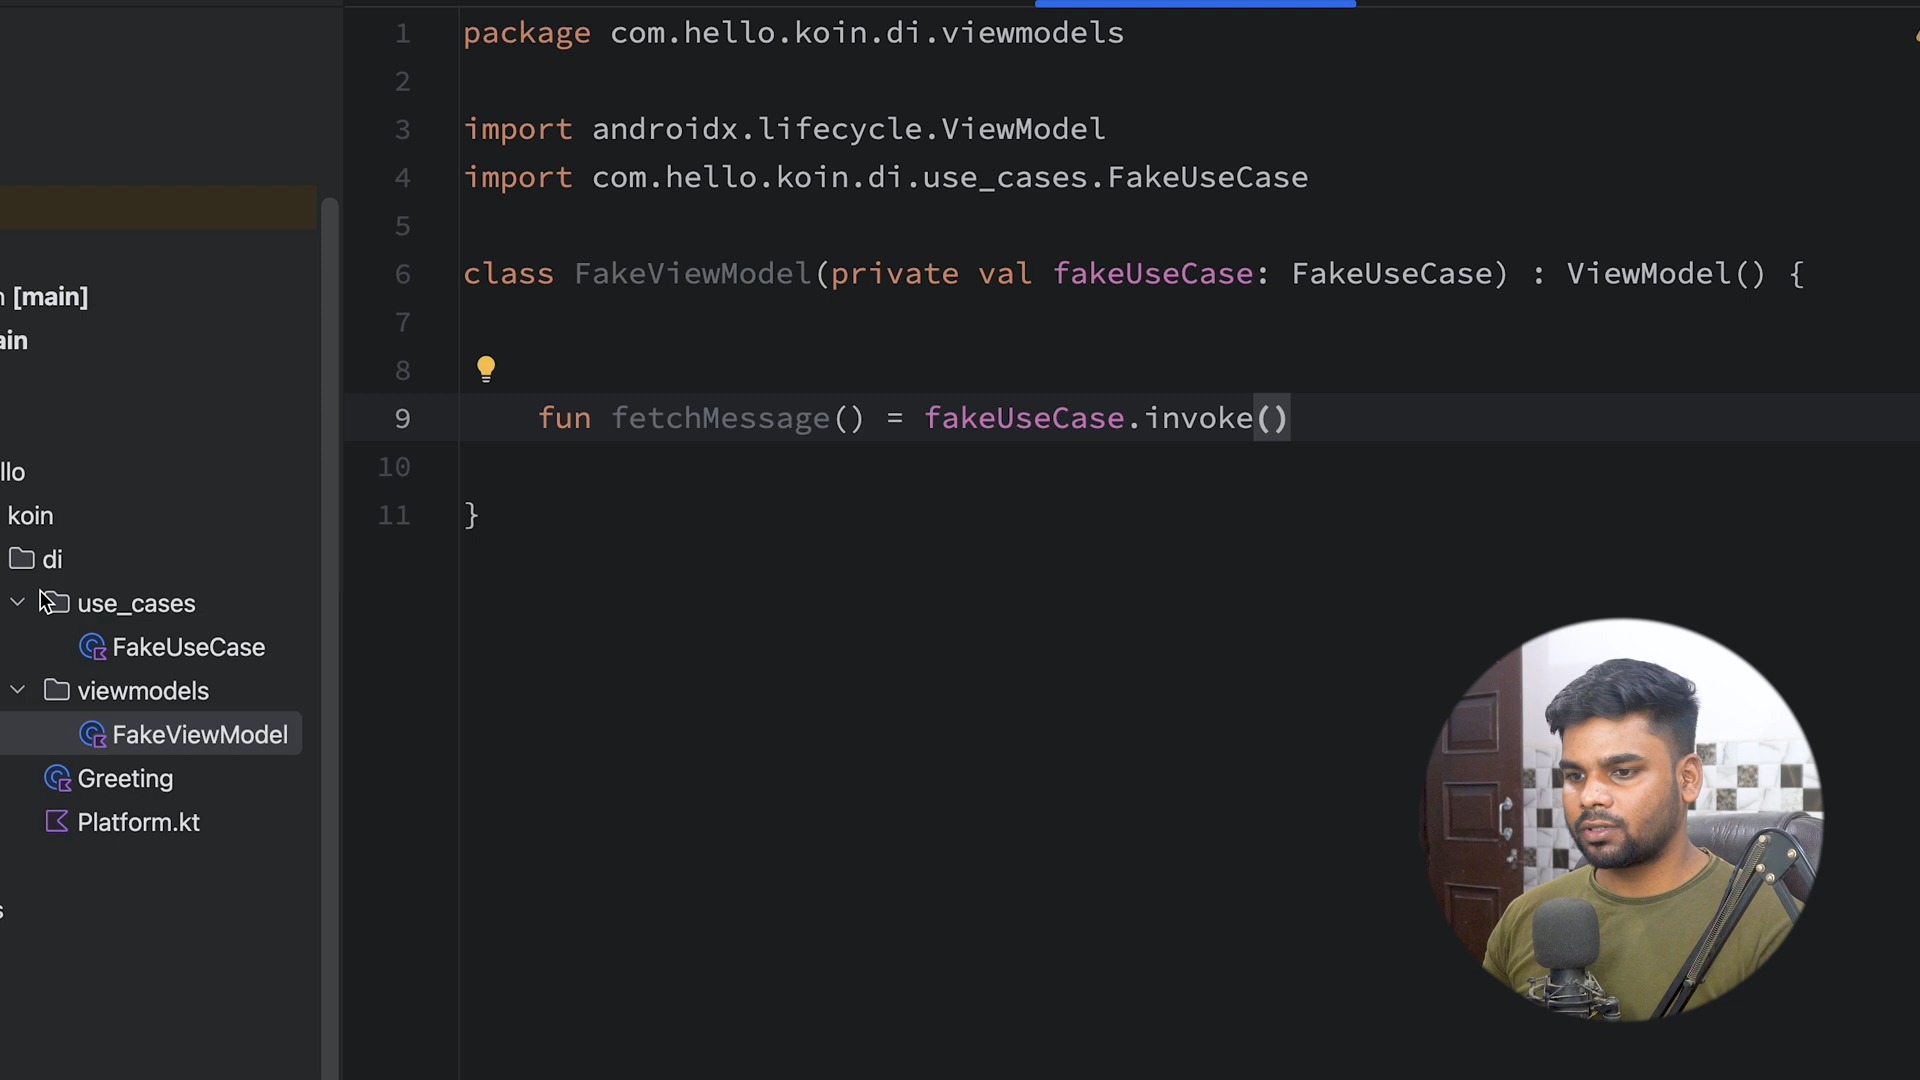 1 package com.hello.koin.di.viewmodels
2
3 import androidx.lifecycle.ViewModel
4 import com.hello.koin.di.use_cases.FakeUseCase
5
6 class FakeViewModel(private val fakeUseCase: FakeUseCase) : ViewModel() {
7
8
9 fun fetchMessage() = fakeUseCase.invoke()
10
11 }
n [main]
ain
llo
koin
di
use_cases
FakeUseCase
viewmodels
FakeViewModel
Greeting
Platform.kt
s